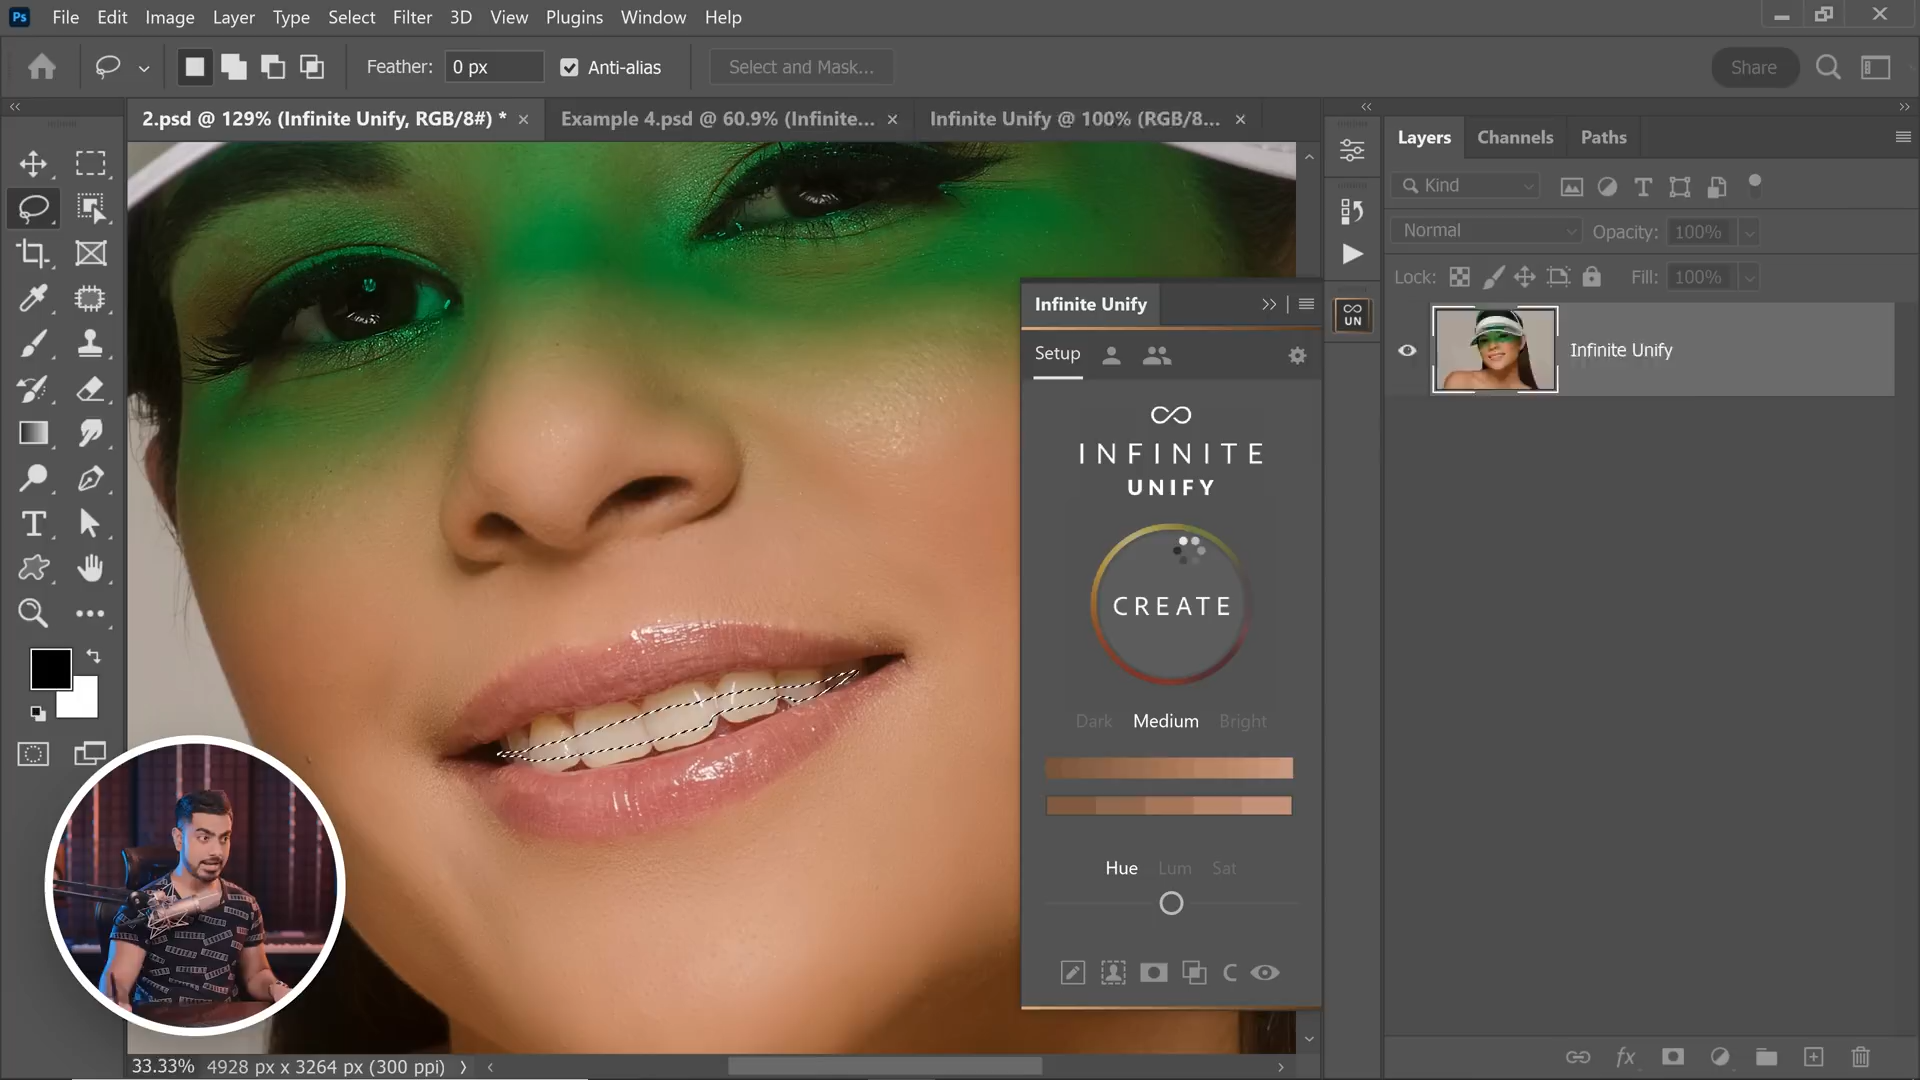 Ps File Edit Image Layer Type Select Filter 3D View Plugins Window Help
Feather: 0 px Anti-alias Select and Mask... Share
2.psd @ 129% (Infinite Unify, RGB/8#) * Example 4.psd @ 60.9% (Infinite... Infinite Unify @ 100% (RGB/8...
Layers Channels Paths
Kind
Normal Opacity: 100%
Lock: Fill: 100%
Infinite Unify
UN
Infinite Unify
Setup
INFINITE
UNIFY
CREATE
Dark Medium Bright
Hue Lum Sat
C
33.33% 4928 px x 3264 px (300 ppi)
fx